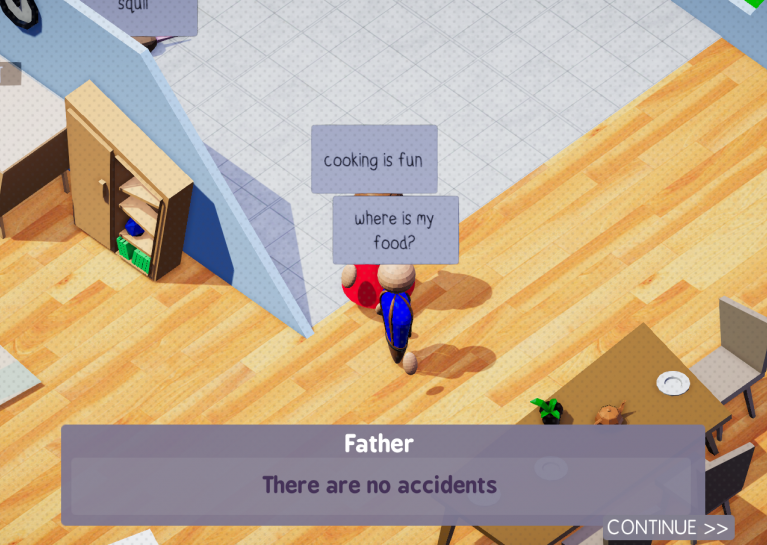 squil
cooking is fun
where is my
food?
Father
There are no accidents
CONTINUE >>